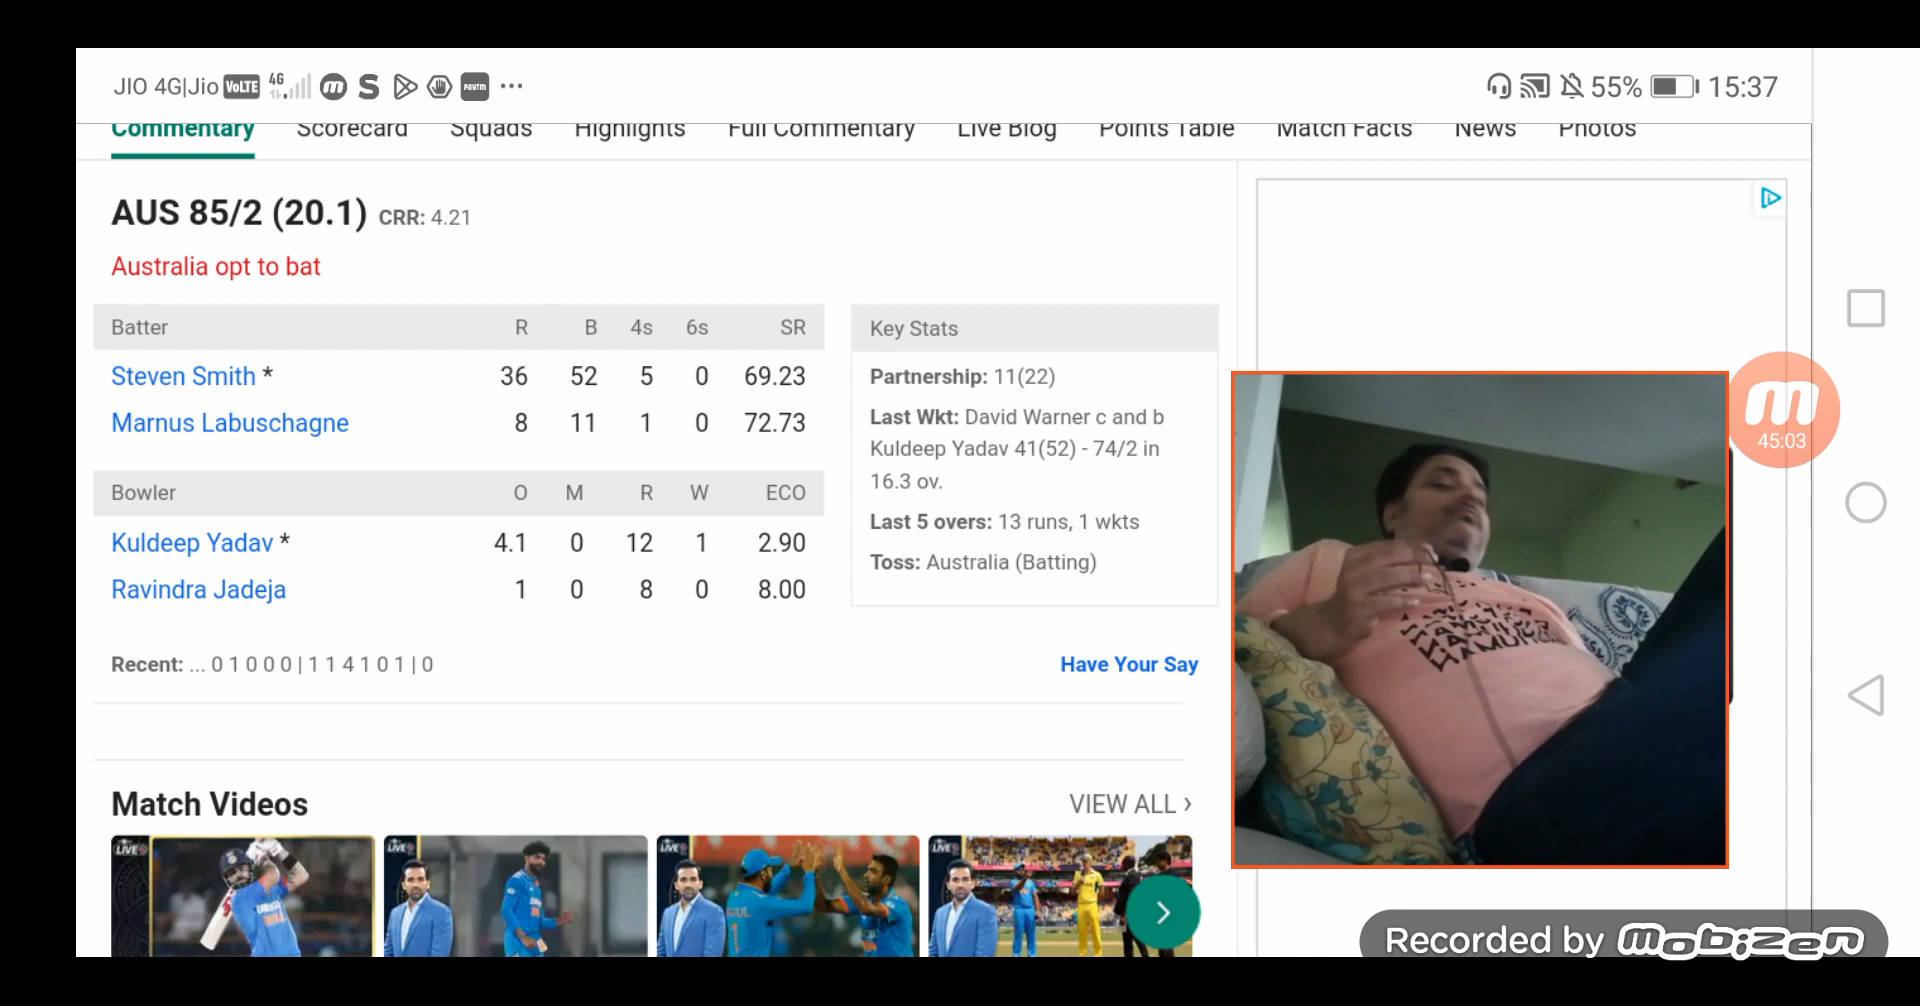 JIO 4G|Jio VoLTE 4G m S Paytm ... 55% 15:37
Commentary Scorecard Squads Highlights Full Commentary Live Blog Points Table Match Facts News Photos
AUS 85/2 (20.1) CRR: 4.21
Australia opt to bat
Batter R B 4s 6s SR
Steven Smith * 36 52 5 0 69.23
Marnus Labuschagne 8 11 1 0 72.73
Bowler O M R W ECO
Kuldeep Yadav * 4.1 0 12 1 2.90
Ravindra Jadeja 1 0 8 0 8.00
Recent: ... 0 1 0 0 0 | 1 1 4 1 0 1 | 0
Have Your Say
Key Stats
Partnership: 11(22)
Last Wkt: David Warner c and b
Kuldeep Yadav 41(52) - 74/2 in
16.3 ov.
Last 5 overs: 13 runs, 1 wkts
Toss: Australia (Batting)
m
45:03
Match Videos
VIEW ALL ›
LIVE
LIVE
LIVE
LIVE
Recorded by Mobizen